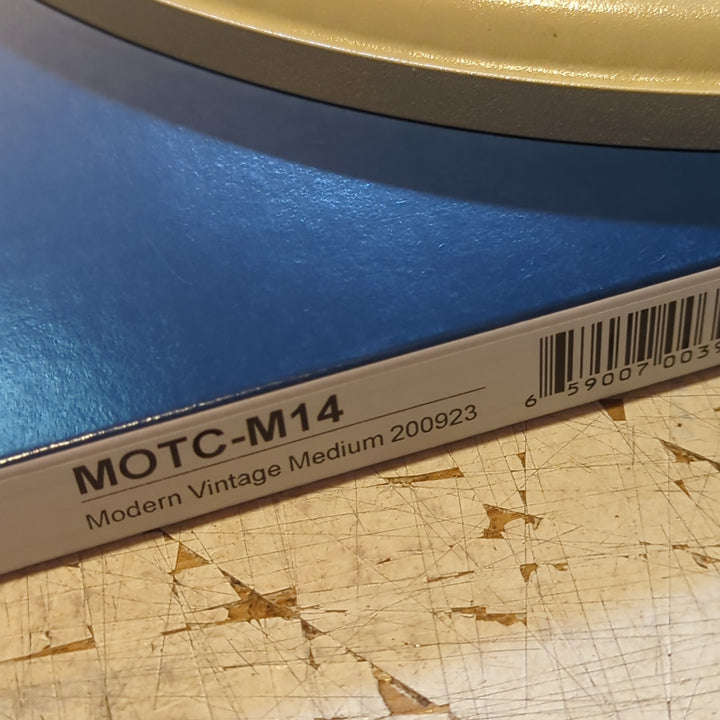 MOTC-M14
Modern Vintage Medium 200923
6 59007 0039